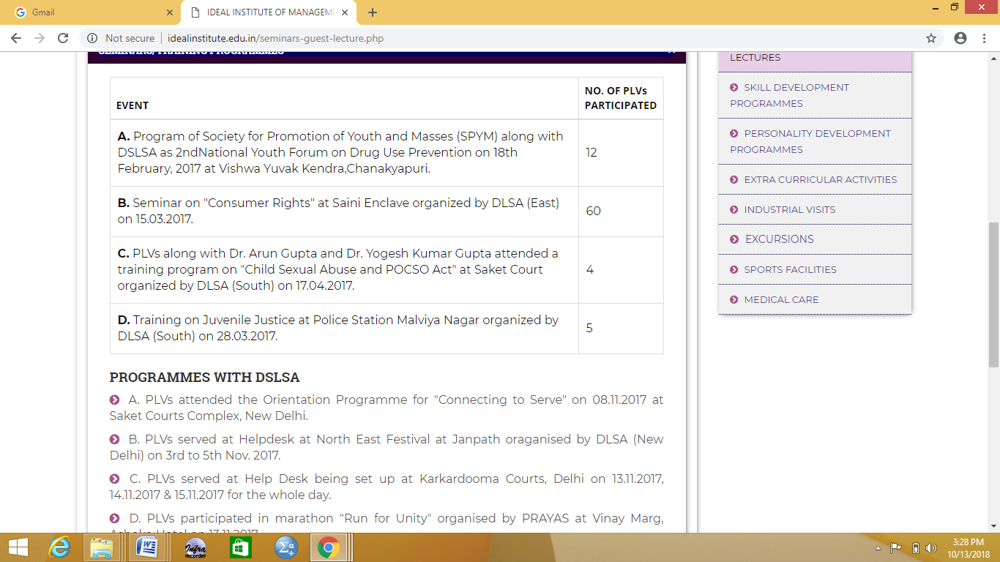 Gmail
IDEAL INSTITUTE OF MANAGEME
Not secure
idealinstitute.edu.in/seminars-guest-lecture.php
SEMINARS/TRAINING PROGRAMMES
EVENT
NO. OF PLVs
PARTICIPATED
A. Program of Society for Promotion of Youth and Masses (SPYM) along with
DSLSA as 2ndNational Youth Forum on Drug Use Prevention on 18th
February, 2017 at Vishwa Yuvak Kendra,Chanakyapuri.
12
B. Seminar on "Consumer Rights" at Saini Enclave organized by DLSA (East)
on 15.03.2017.
60
C. PLVs along with Dr. Arun Gupta and Dr. Yogesh Kumar Gupta attended a
training program on "Child Sexual Abuse and POCSO Act" at Saket Court
organized by DLSA (South) on 17.04.2017.
4
D. Training on Juvenile Justice at Police Station Malviya Nagar organized by
DLSA (South) on 28.03.2017.
5
PROGRAMMES WITH DSLSA
A. PLVs attended the Orientation Programme for "Connecting to Serve" on 08.11.2017 at
Saket Courts Complex, New Delhi.
B. PLVs served at Helpdesk at North East Festival at Janpath oraganised by DLSA (New
Delhi) on 3rd to 5th Nov. 2017.
C. PLVs served at Help Desk being set up at Karkardooma Courts, Delhi on 13.11.2017,
14.11.2017 & 15.11.2017 for the whole day.
D. PLVs participated in marathon "Run for Unity" organised by PRAYAS at Vinay Marg,
Ashoka Hotel on 13.11.2017
LECTURES
SKILL DEVELOPMENT
PROGRAMMES
PERSONALITY DEVELOPMENT
PROGRAMMES
EXTRA CURRICULAR ACTIVITIES
INDUSTRIAL VISITS
EXCURSIONS
SPORTS FACILITIES
MEDICAL CARE
Infra
recorder
3:28 PM
10/13/2018